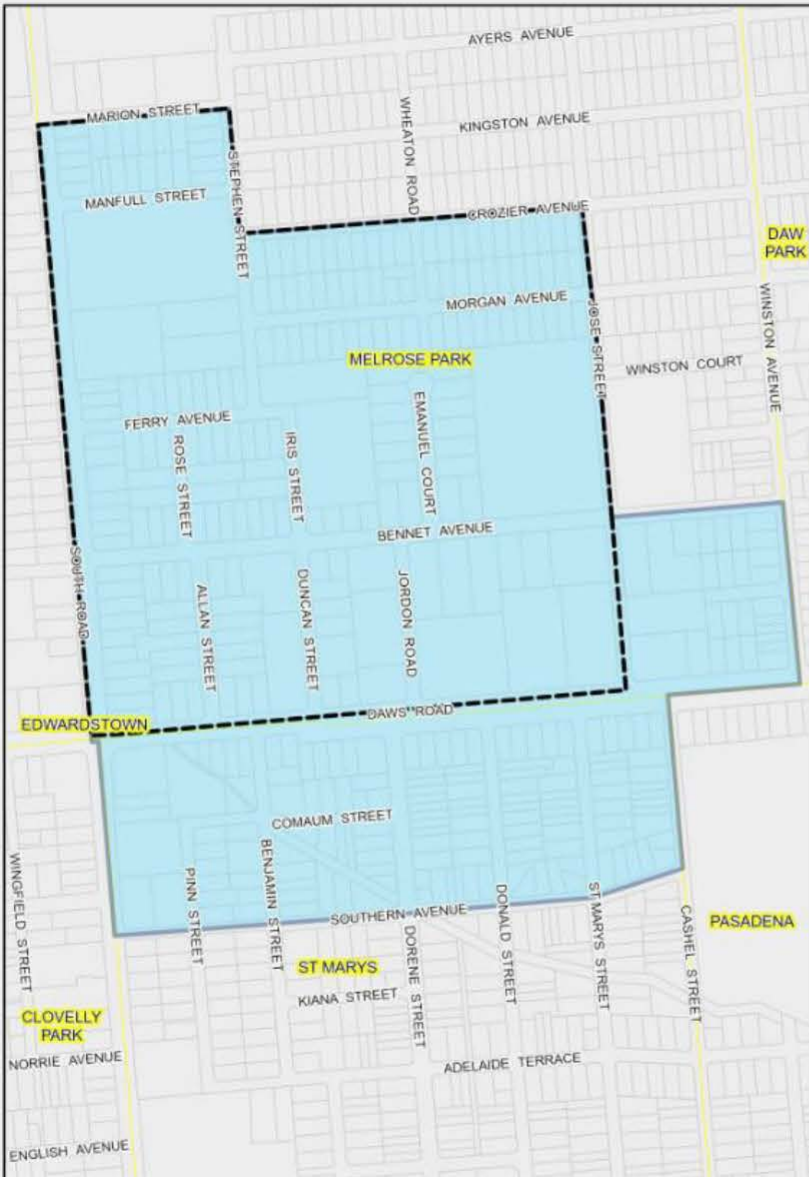 AYERS AVENUE
MARION STREET
WHEATON ROAD
KINGSTON AVENUE
STEPHEN STREET
MANFULL STREET
CROZIER AVENUE
DAW
PARK
MORGAN AVENUE
JOSE STREET
WINSTON AVENUE
MELROSE PARK
WINSTON COURT
FERRY AVENUE
ROSE STREET
IRIS STREET
EMANUEL COURT
BENNET AVENUE
SOUTH ROAD
ALLAN STREET
DUNCAN STREET
JORDON ROAD
DAWS ROAD
EDWARDSTOWN
COMAUM STREET
WINGFIELD STREET
PINN STREET
BENJAMIN STREET
SOUTHERN AVENUE
DORENE STREET
DONALD STREET
ST MARYS STREET
CASHEL STREET
PASADENA
ST MARYS
KIANA STREET
CLOVELLY
PARK
NORRIE AVENUE
ADELAIDE TERRACE
ENGLISH AVENUE